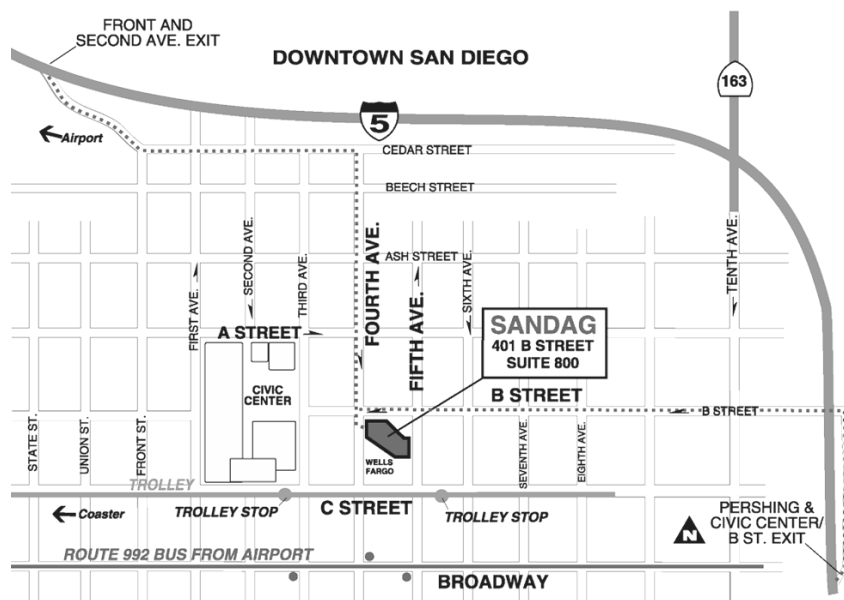 FRONT AND
SECOND AVE. EXIT
DOWNTOWN SAN DIEGO
163
5
Airport
CEDAR STREET
BEECH STREET
ASH STREET
FIRST AVE.
SECOND AVE.
THIRD AVE.
FOURTH AVE.
FIFTH AVE.
SIXTH AVE.
TENTH AVE.
A STREET
SANDAG
401 B STREET
SUITE 800
CIVIC
CENTER
B STREET
B STREET
STATE ST.
UNION ST.
FRONT ST.
SEVENTH AVE.
EIGHTH AVE.
WELLS
FARGO
TROLLEY
Coaster
TROLLEY STOP
C STREET
TROLLEY STOP
PERSHING &
CIVIC CENTER/
B ST. EXIT
N
ROUTE 992 BUS FROM AIRPORT
BROADWAY